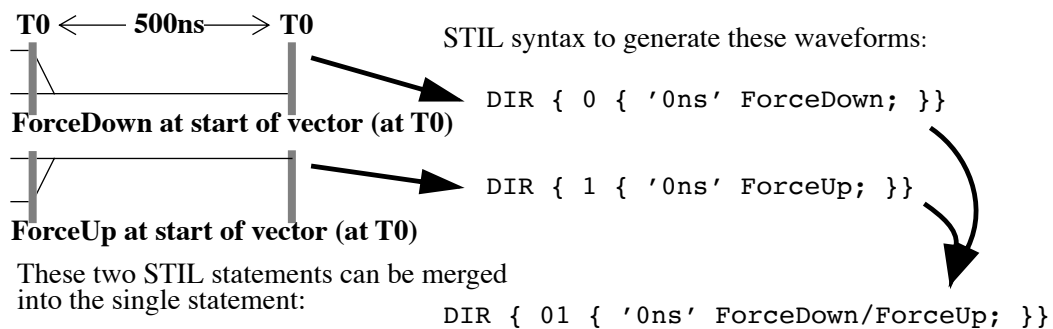 T0 500ns T0
STIL syntax to generate these waveforms:
DIR { 0 { '0ns' ForceDown; }}
ForceDown at start of vector (at T0)
DIR { 1 { '0ns' ForceUp; }}
ForceUp at start of vector (at T0)
These two STIL statements can be merged
into the single statement:
DIR { 01 { '0ns' ForceDown/ForceUp; }}